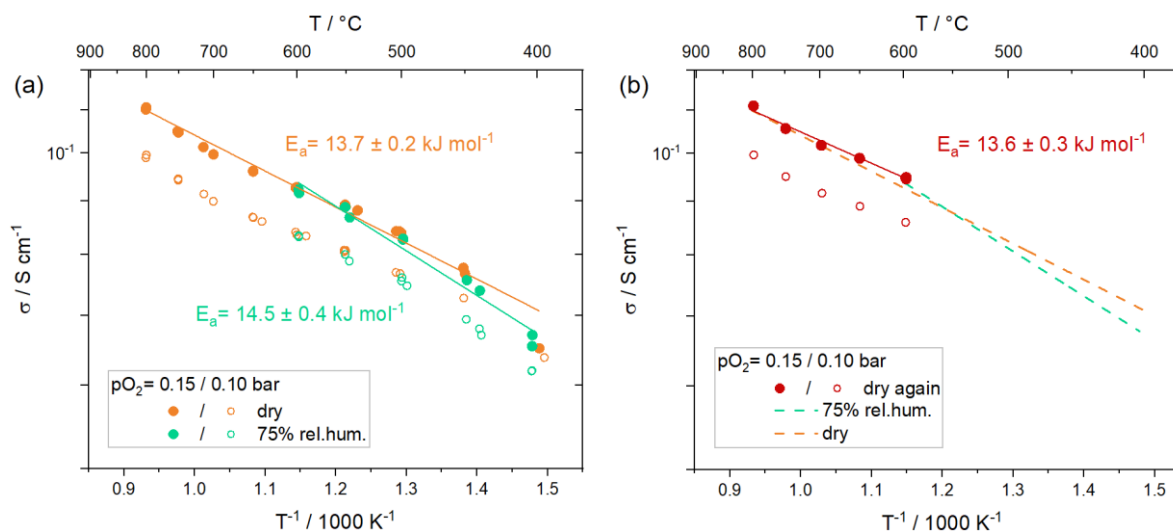 T / °C
900 800 700 600 500 400
(a)
E_a= 13.7 ± 0.2 kJ mol⁻¹
10⁻¹
σ / S cm⁻¹
E_a= 14.5 ± 0.4 kJ mol⁻¹
pO₂= 0.15 / 0.10 bar
/ dry
/ 75% rel.hum.
0.9 1.0 1.1 1.2 1.3 1.4 1.5
T⁻¹ / 1000 K⁻¹
T / °C
900 800 700 600 500 400
(b)
E_a= 13.6 ± 0.3 kJ mol⁻¹
10⁻¹
σ / S cm⁻¹
pO₂= 0.15 / 0.10 bar
/ dry again
75% rel.hum.
dry
0.9 1.0 1.1 1.2 1.3 1.4 1.5
T⁻¹ / 1000 K⁻¹